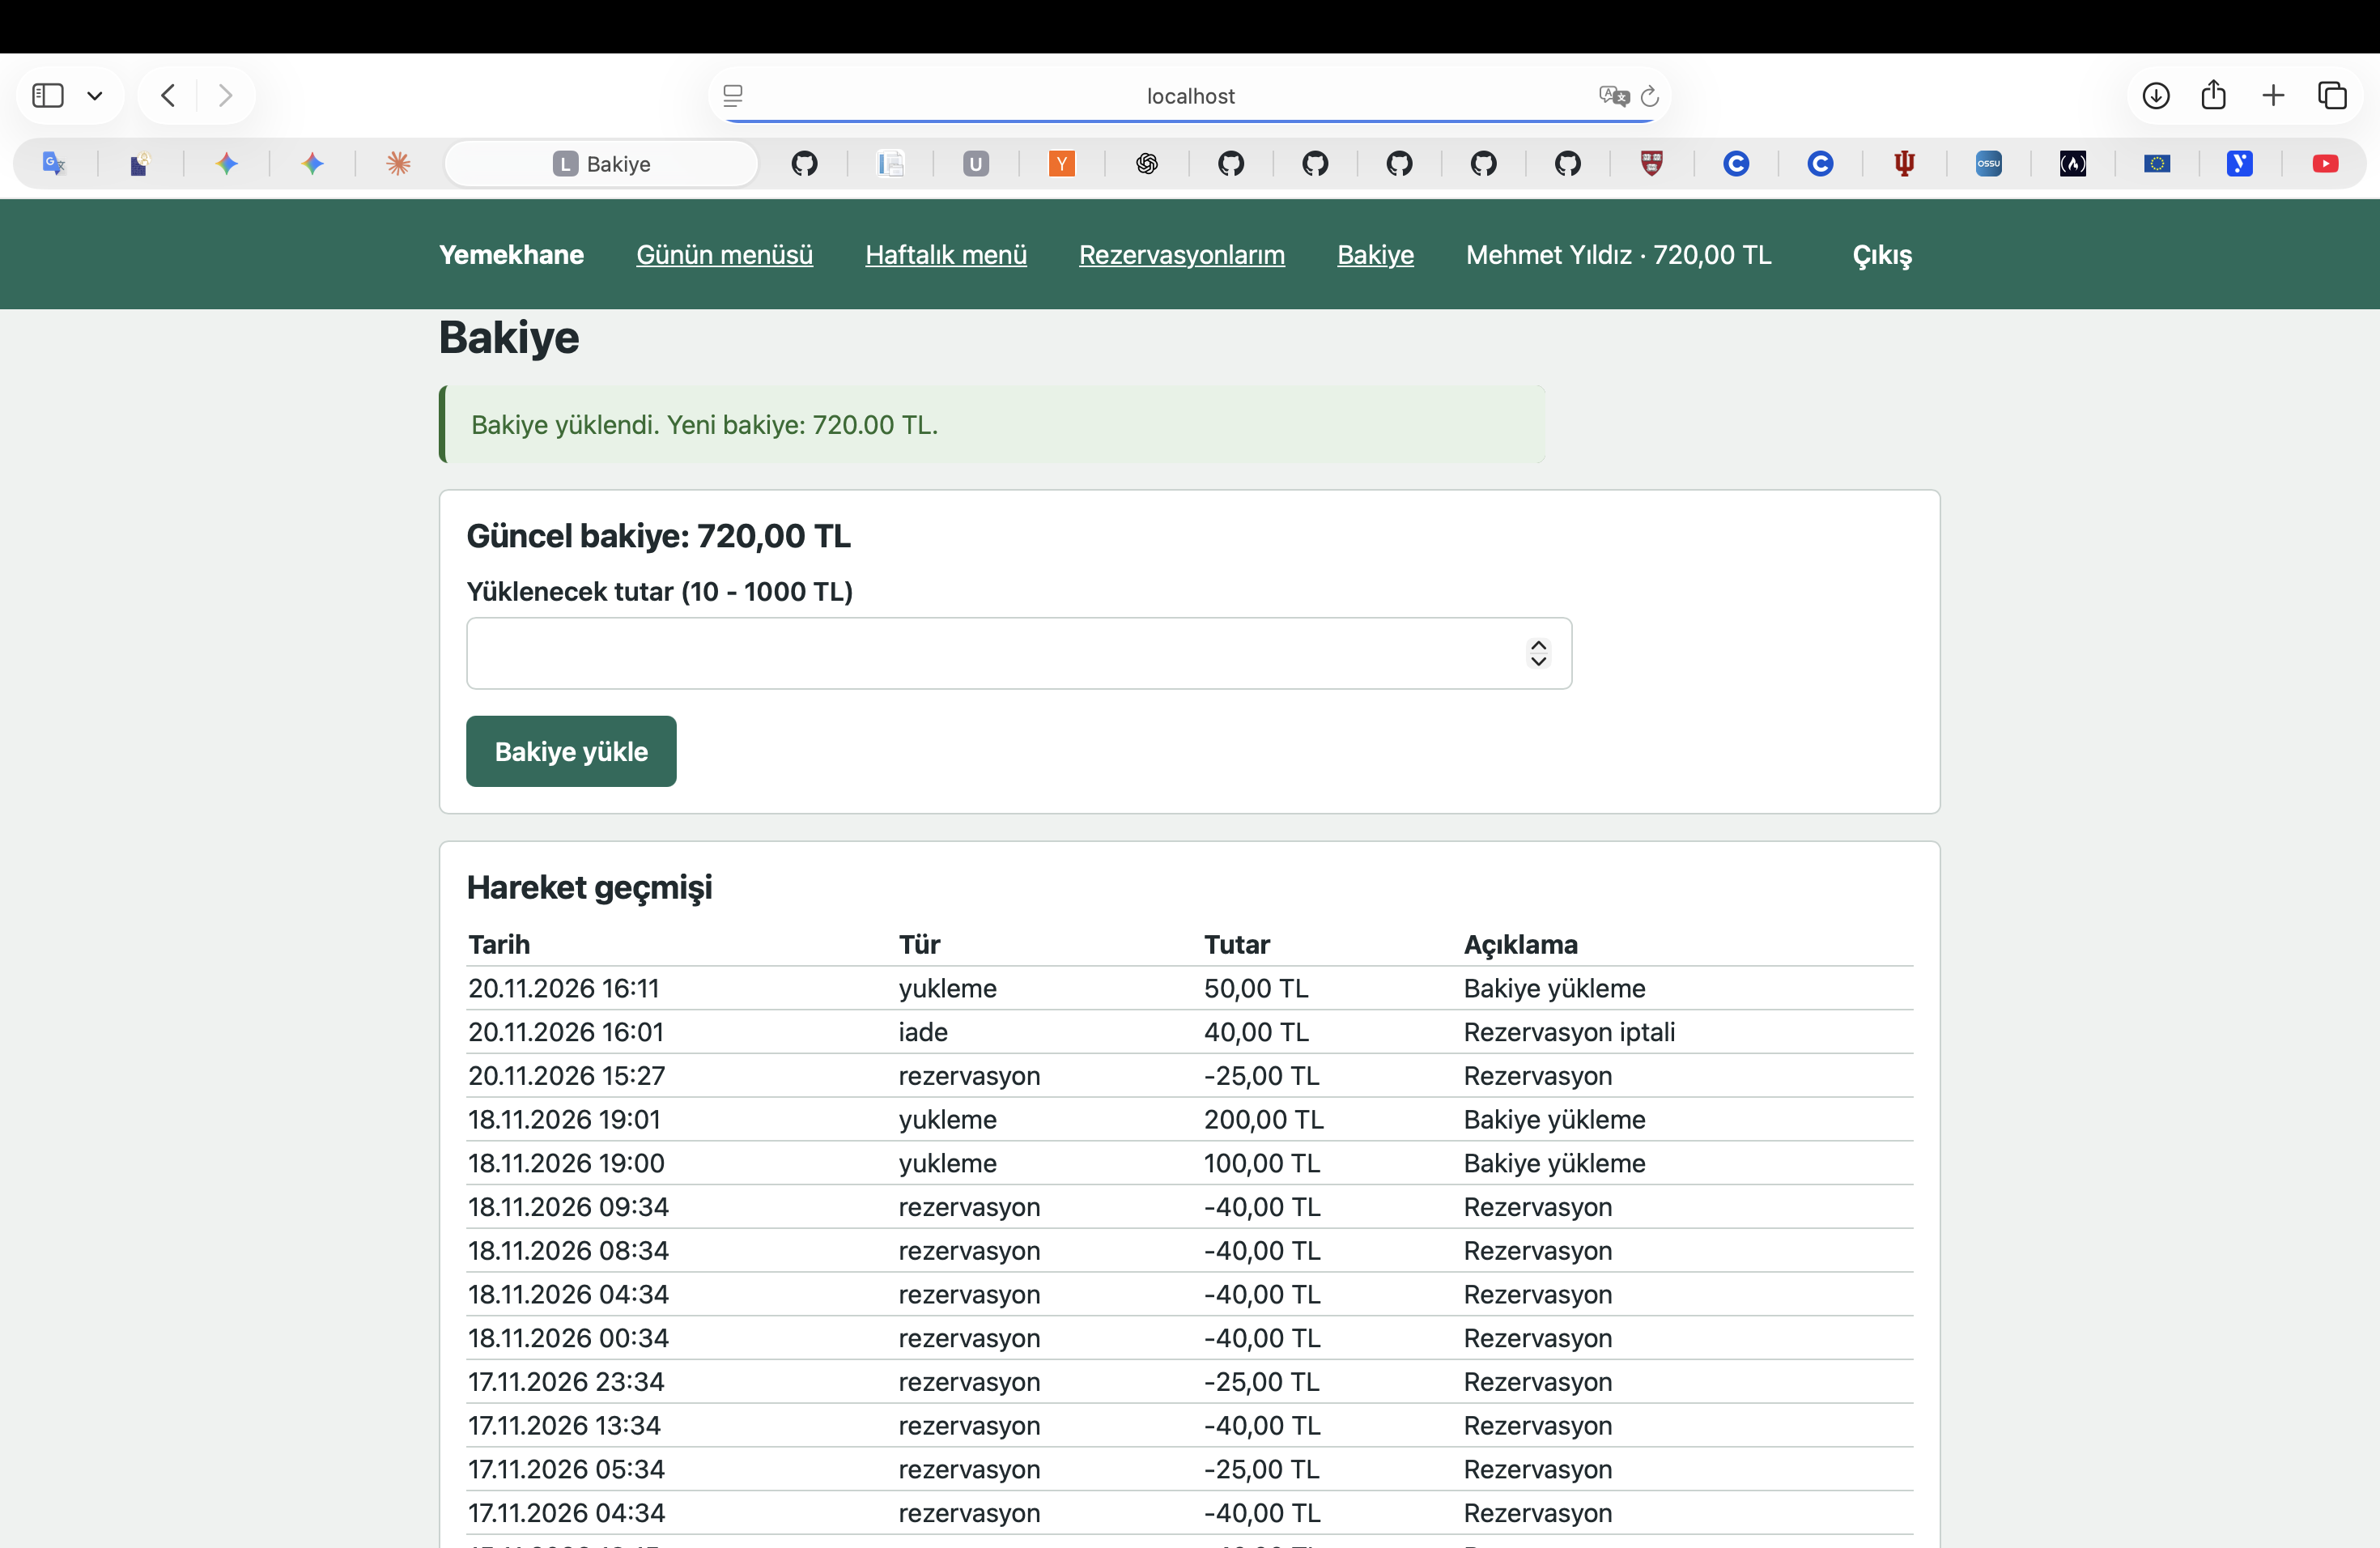 localhost
L Bakiye
U
Y
OSSU
Yemekhane Günün menüsü Haftalık menü Rezervasyonlarım Bakiye Mehmet Yıldız · 720,00 TL Çıkış
Bakiye
Bakiye yüklendi. Yeni bakiye: 720.00 TL.
Güncel bakiye: 720,00 TL
Yüklenecek tutar (10 - 1000 TL)
Bakiye yükle
Hareket geçmişi
Tarih Tür Tutar Açıklama
20.11.2026 16:11 yukleme 50,00 TL Bakiye yükleme
20.11.2026 16:01 iade 40,00 TL Rezervasyon iptali
20.11.2026 15:27 rezervasyon -25,00 TL Rezervasyon
18.11.2026 19:01 yukleme 200,00 TL Bakiye yükleme
18.11.2026 19:00 yukleme 100,00 TL Bakiye yükleme
18.11.2026 09:34 rezervasyon -40,00 TL Rezervasyon
18.11.2026 08:34 rezervasyon -40,00 TL Rezervasyon
18.11.2026 04:34 rezervasyon -40,00 TL Rezervasyon
18.11.2026 00:34 rezervasyon -40,00 TL Rezervasyon
17.11.2026 23:34 rezervasyon -25,00 TL Rezervasyon
17.11.2026 13:34 rezervasyon -40,00 TL Rezervasyon
17.11.2026 05:34 rezervasyon -25,00 TL Rezervasyon
17.11.2026 04:34 rezervasyon -40,00 TL Rezervasyon